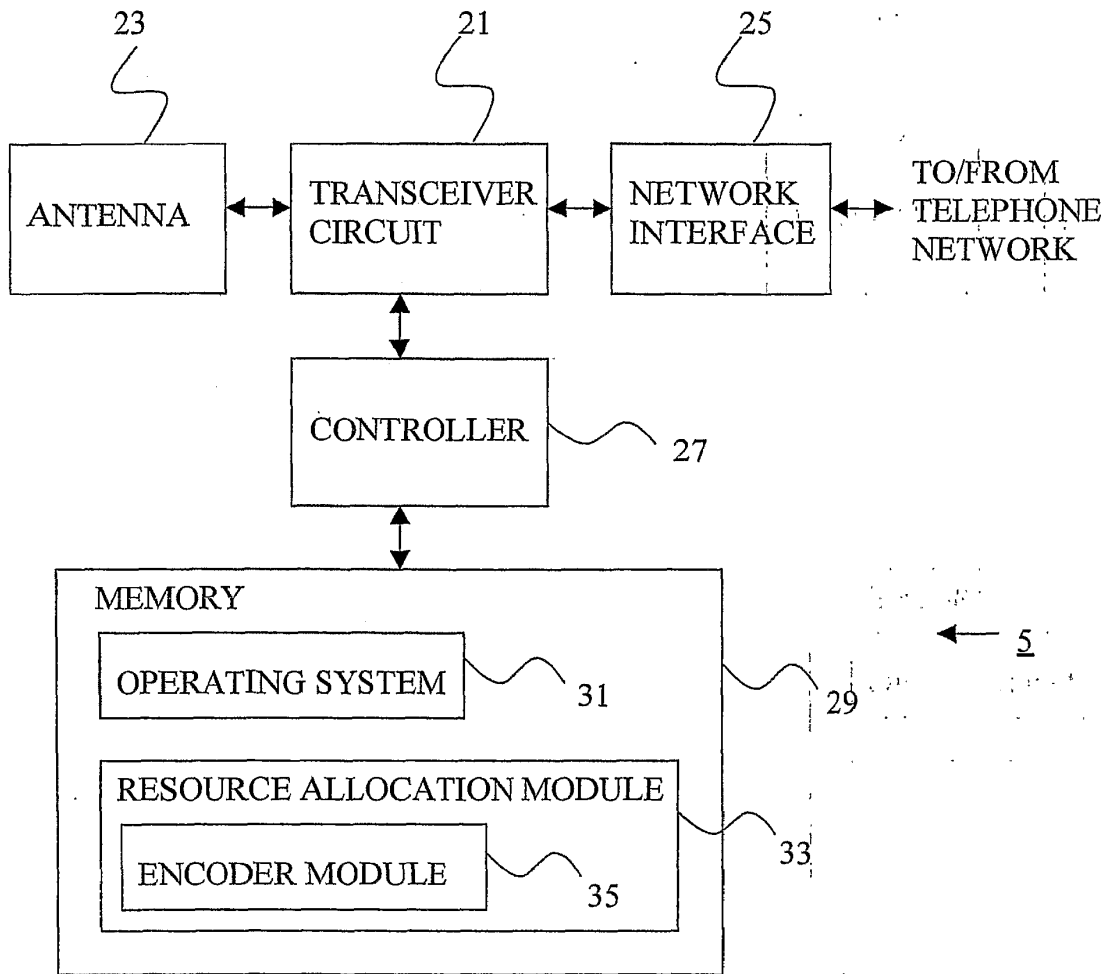 23
21
25
ANTENNA
TRANSCEIVER
CIRCUIT
NETWORK
INTERFACE
TO/FROM
TELEPHONE
NETWORK
CONTROLLER
27
MEMORY
OPERATING SYSTEM
31
29
5
RESOURCE ALLOCATION MODULE
33
ENCODER MODULE
35